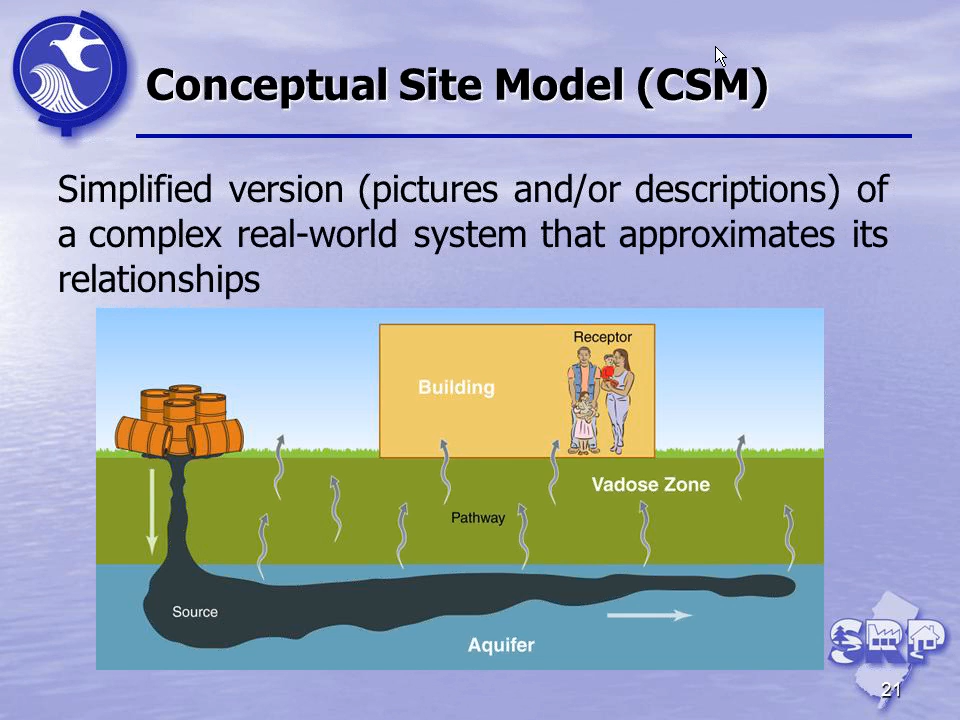 Conceptual Site Model (CSM)
Simplified version (pictures and/or descriptions) of
a complex real-world system that approximates its
relationships
Receptor
Building
Vadose Zone
Pathway
Source
Aquifer
SRP
21